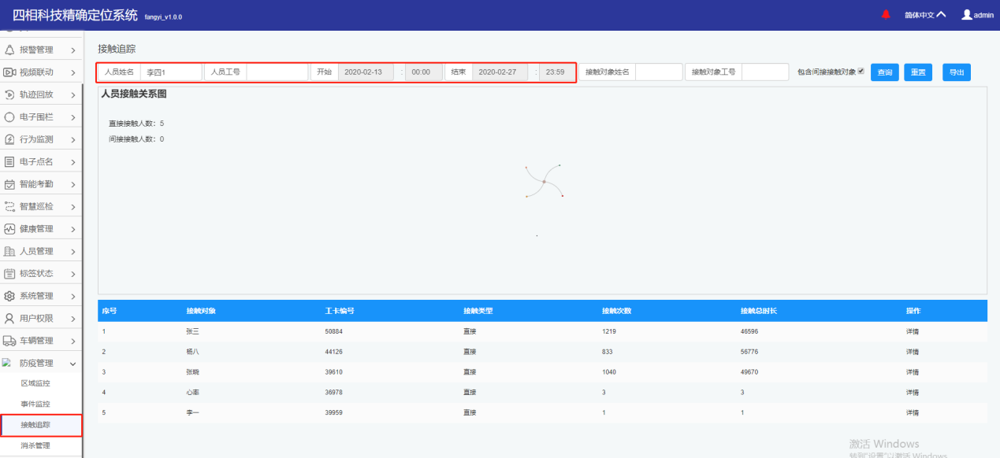 四相科技精确定位系统 fangyi_v1.0.0
简体中文 admin
报警管理
视频联动
轨迹回放
电子围栏
行为监测
电子点名
智能考勤
智慧巡检
健康管理
人员管理
标签状态
系统管理
用户权限
车辆管理
防疫管理
区域监控
事件监控
接触追踪
消杀管理
接触追踪
人员姓名 李四1 人员工号 开始 2020-02-13 : 00:00 结束 2020-02-27 : 23:59 接触对象姓名 接触对象工号 包含间接接触对象 查询 重置 导出
人员接触关系图
直接接触人数：5
间接接触人数：0
序号 接触对象 工卡编号 接触类型 接触次数 接触总时长 操作
1 张三 50884 直接 1219 46596 详情
2 杨八 44126 直接 833 56776 详情
3 张晓 39610 直接 1040 49670 详情
4 心率 36978 直接 3 3 详情
5 李一 39959 直接 1 1 详情
激活 Windows
转到"设置"以激活 Windows